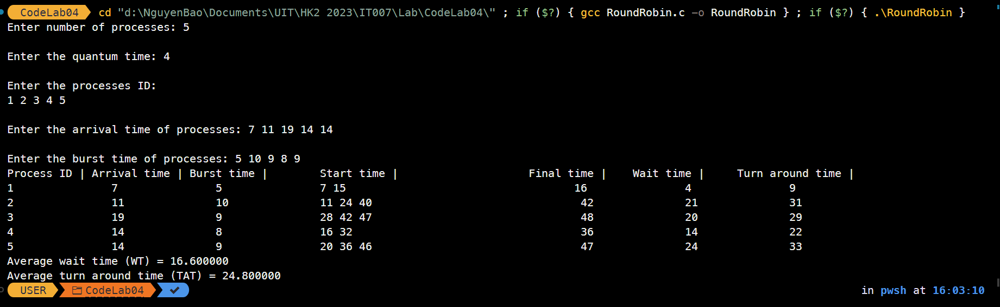 CodeLab04 cd "d:\NguyenBao\Documents\UIT\HK2 2023\IT007\Lab\CodeLab04\" ; if ($?) { gcc RoundRobin.c -o RoundRobin } ; if ($?) { .\RoundRobin }
Enter number of processes: 5
Enter the quantum time: 4
Enter the processes ID:
1 2 3 4 5
Enter the arrival time of processes: 7 11 19 14 14
Enter the burst time of processes: 5 10 9 8 9
Process ID | Arrival time | Burst time | Start time | Final time | Wait time | Turn around time |
1 7 5 7 15 16 4 9
2 11 10 11 24 40 42 21 31
3 19 9 28 42 47 48 20 29
4 14 8 16 32 36 14 22
5 14 9 20 36 46 47 24 33
Average wait time (WT) = 16.600000
Average turn around time (TAT) = 24.800000
USER CodeLab04 in pwsh at 16:03:10